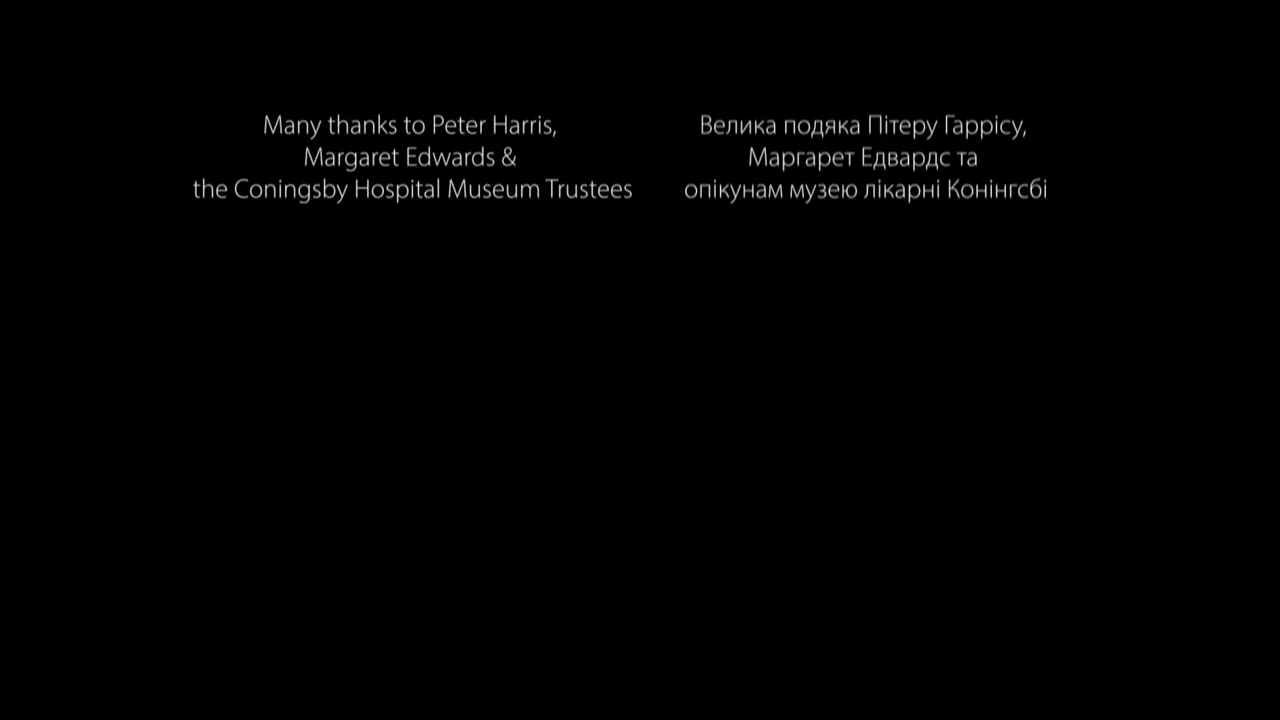 Many thanks to Peter Harris,
Margaret Edwards &
the Coningsby Hospital Museum Trustees
Велика подяка Пітеру Гаррісу,
Маргарет Едвардс та
опікунам музею лікарні Конінгсбі